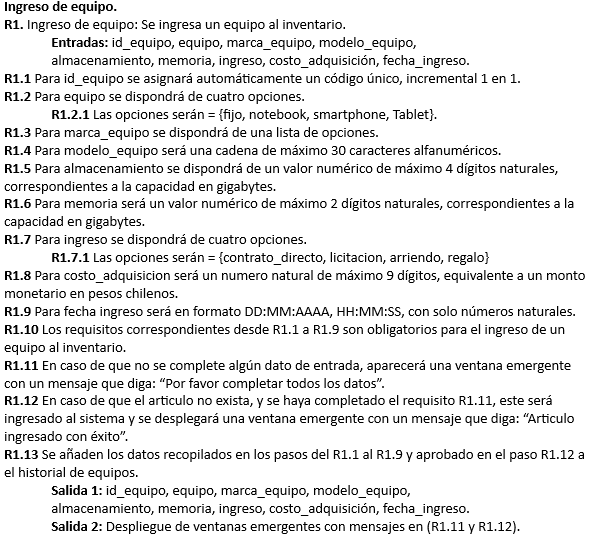 Ingreso de equipo.
R1. Ingreso de equipo: Se ingresa un equipo al inventario.
Entradas: id_equipo, equipo, marca_equipo, modelo_equipo,
almacenamiento, memoria, ingreso, costo_adquisición, fecha_ingreso.
R1.1 Para id_equipo se asignará automáticamente un código único, incremental 1 en 1.
R1.2 Para equipo se dispondrá de cuatro opciones.
R1.2.1 Las opciones serán = {fijo, notebook, smartphone, Tablet}.
R1.3 Para marca_equipo se dispondrá de una lista de opciones.
R1.4 Para modelo_equipo será una cadena de máximo 30 caracteres alfanuméricos.
R1.5 Para almacenamiento se dispondrá de un valor numérico de máximo 4 dígitos naturales,
correspondientes a la capacidad en gigabytes.
R1.6 Para memoria será un valor numérico de máximo 2 dígitos naturales, correspondientes a la
capacidad en gigabytes.
R1.7 Para ingreso se dispondrá de cuatro opciones.
R1.7.1 Las opciones serán = {contrato_directo, licitacion, arriendo, regalo}
R1.8 Para costo_adquisicion será un numero natural de máximo 9 dígitos, equivalente a un monto
monetario en pesos chilenos.
R1.9 Para fecha ingreso será en formato DD:MM:AAAA, HH:MM:SS, con solo números naturales.
R1.10 Los requisitos correspondientes desde R1.1 a R1.9 son obligatorios para el ingreso de un
equipo al inventario.
R1.11 En caso de que no se complete algún dato de entrada, aparecerá una ventana emergente
con un mensaje que diga: “Por favor completar todos los datos”.
R1.12 En caso de que el articulo no exista, y se haya completado el requisito R1.11, este será
ingresado al sistema y se desplegará una ventana emergente con un mensaje que diga: “Articulo
ingresado con éxito”.
R1.13 Se añaden los datos recopilados en los pasos del R1.1 al R1.9 y aprobado en el paso R1.12 a
el historial de equipos.
Salida 1: id_equipo, equipo, marca_equipo, modelo_equipo,
almacenamiento, memoria, ingreso, costo_adquisición, fecha_ingreso.
Salida 2: Despliegue de ventanas emergentes con mensajes en (R1.11 y R1.12).